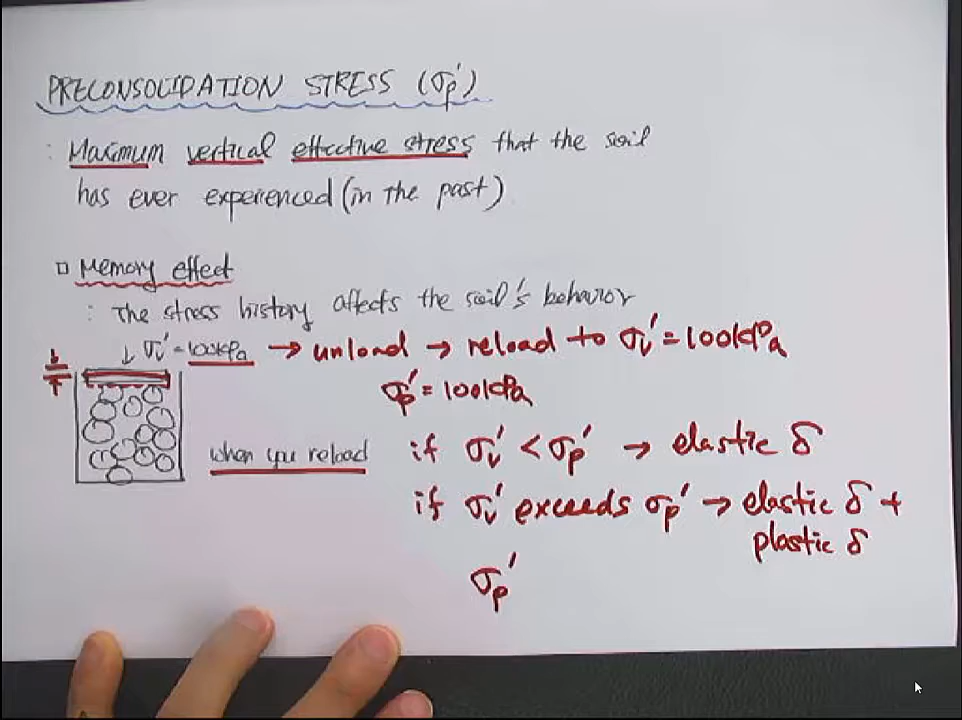 PRECONSOLIDATION STRESS (σp')
: Maximum vertical effective stress that the soil
has ever experienced (in the past)
□ Memory effect
: The stress history affects the soil's behavior
↓ σv' = 100kPa → unload → reload to σv' = 100kPa
σp' = 100kPa
when you reload if σv' < σp' → elastic δ
if σv' exceeds σp' → elastic δ +
plastic δ
σp'